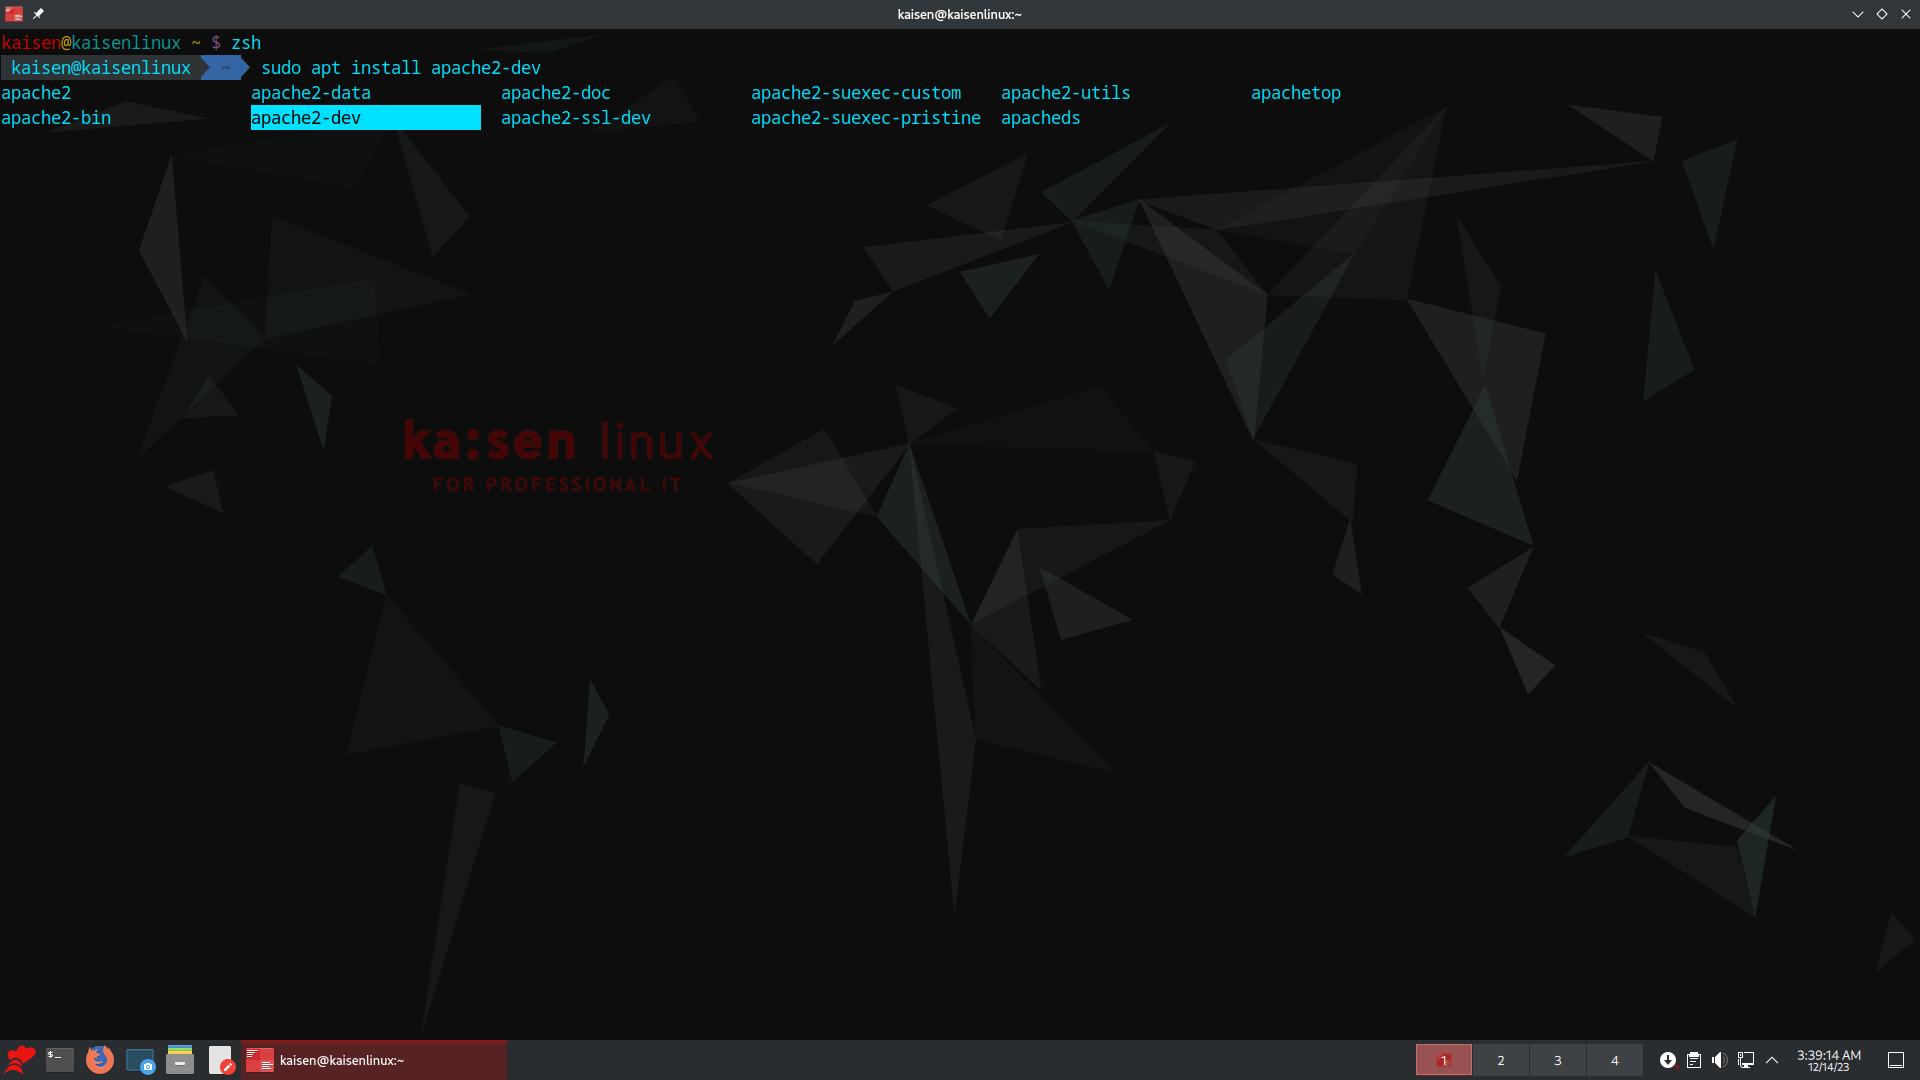 kaisen@kaisenlinux:~
kaisen@kaisenlinux ~ $ zsh
kaisen@kaisenlinux ~ sudo apt install apache2-dev
apache2 apache2-data apache2-doc apache2-suexec-custom apache2-utils apachetop
apache2-bin apache2-dev apache2-ssl-dev apache2-suexec-pristine apacheds
ka:sen linux
FOR PROFESSIONAL IT
$_
kaisen@kaisenlinux:~
1 2 3 4
3:39:14 AM
12/14/23